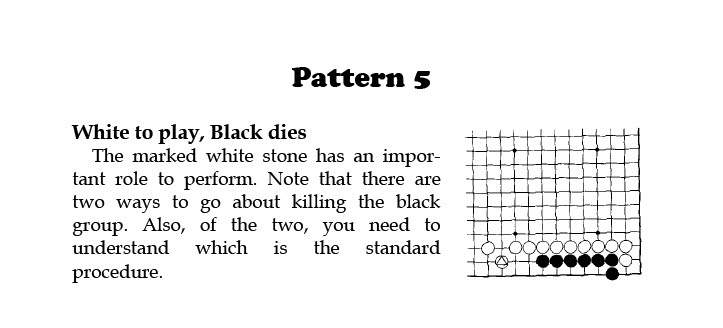 Pattern 5
White to play, Black dies
The marked white stone has an impor-
tant role to perform. Note that there are
two ways to go about killing the black
group. Also, of the two, you need to
understand which is the standard
procedure.